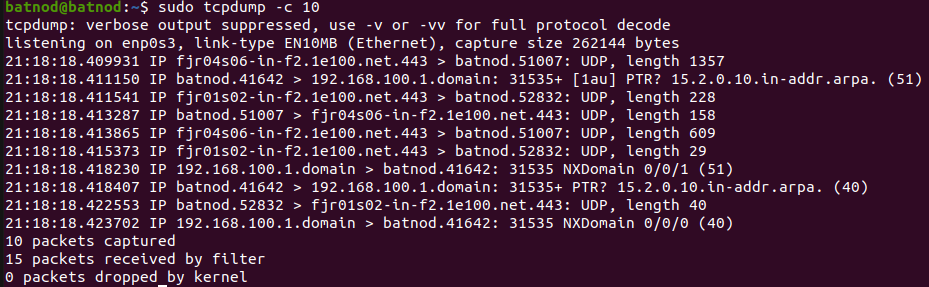 batnod@batnod:~$ sudo tcpdump -c 10
tcpdump: verbose output suppressed, use -v or -vv for full protocol decode
listening on enp0s3, link-type EN10MB (Ethernet), capture size 262144 bytes
21:18:18.409931 IP fjr04s06-in-f2.1e100.net.443 > batnod.51007: UDP, length 1357
21:18:18.411150 IP batnod.41642 > 192.168.100.1.domain: 31535+ [1au] PTR? 15.2.0.10.in-addr.arpa. (51)
21:18:18.411541 IP fjr01s02-in-f2.1e100.net.443 > batnod.52832: UDP, length 228
21:18:18.413287 IP batnod.51007 > fjr04s06-in-f2.1e100.net.443: UDP, length 158
21:18:18.413865 IP fjr04s06-in-f2.1e100.net.443 > batnod.51007: UDP, length 609
21:18:18.415373 IP fjr01s02-in-f2.1e100.net.443 > batnod.52832: UDP, length 29
21:18:18.418230 IP 192.168.100.1.domain > batnod.41642: 31535 NXDomain 0/0/1 (51)
21:18:18.418407 IP batnod.41642 > 192.168.100.1.domain: 31535+ PTR? 15.2.0.10.in-addr.arpa. (40)
21:18:18.422553 IP batnod.52832 > fjr01s02-in-f2.1e100.net.443: UDP, length 40
21:18:18.423702 IP 192.168.100.1.domain > batnod.41642: 31535 NXDomain 0/0/0 (40)
10 packets captured
15 packets received by filter
0 packets dropped by kernel